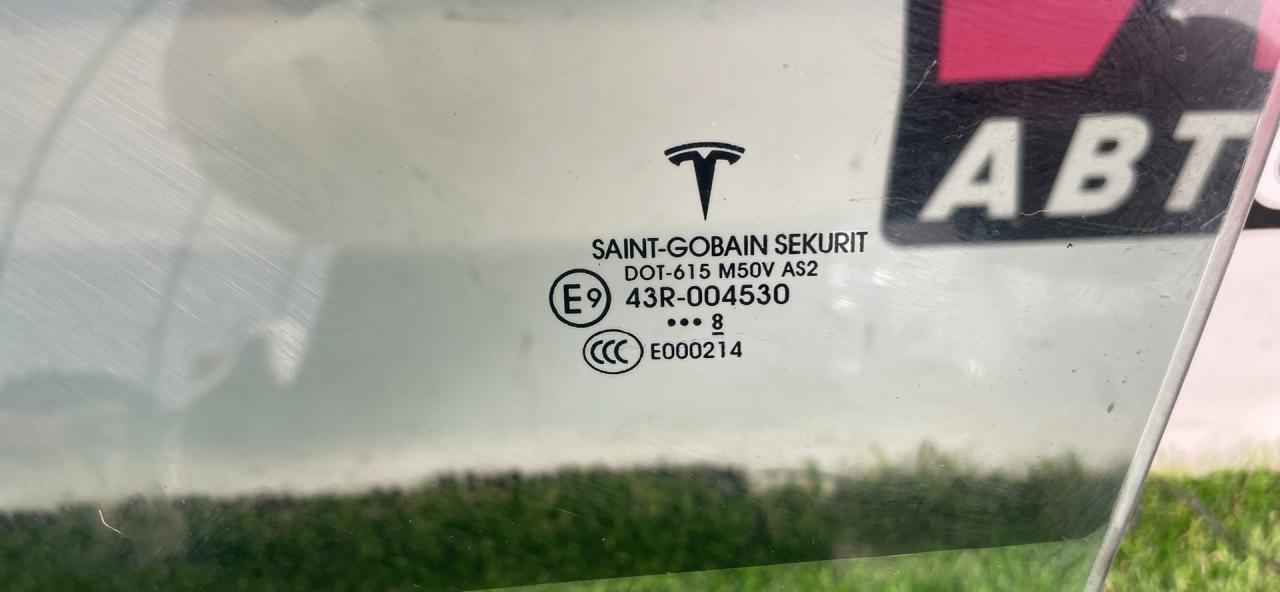 АВТ
SAINT-GOBAIN SEKURIT
DOT-615 M50V AS2
E9 43R-004530
••• 8
CCC E000214